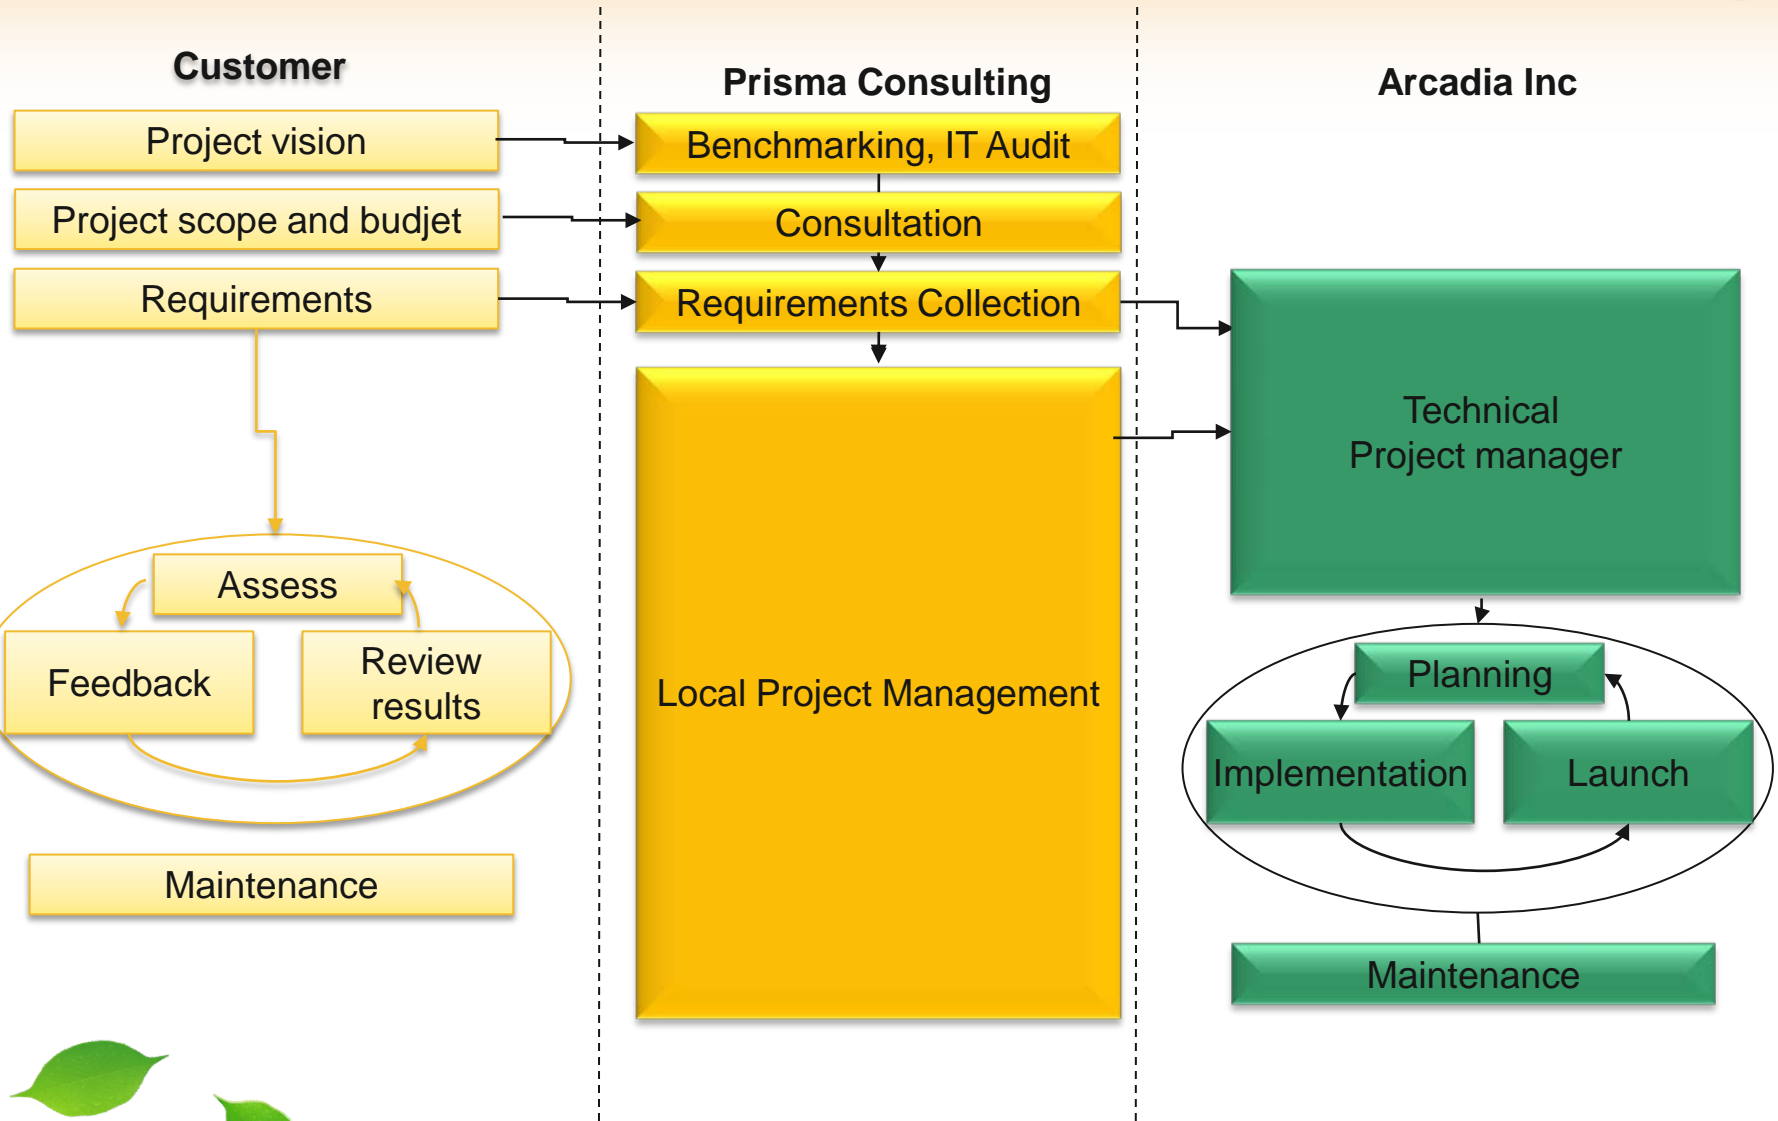 Customer
Project vision
Project scope and budjet
Requirements
Assess
Feedback
Review
results
Maintenance
Prisma Consulting
Benchmarking, IT Audit
Consultation
Requirements Collection
Local Project Management
Arcadia Inc
Technical
Project manager
Planning
Implementation
Launch
Maintenance